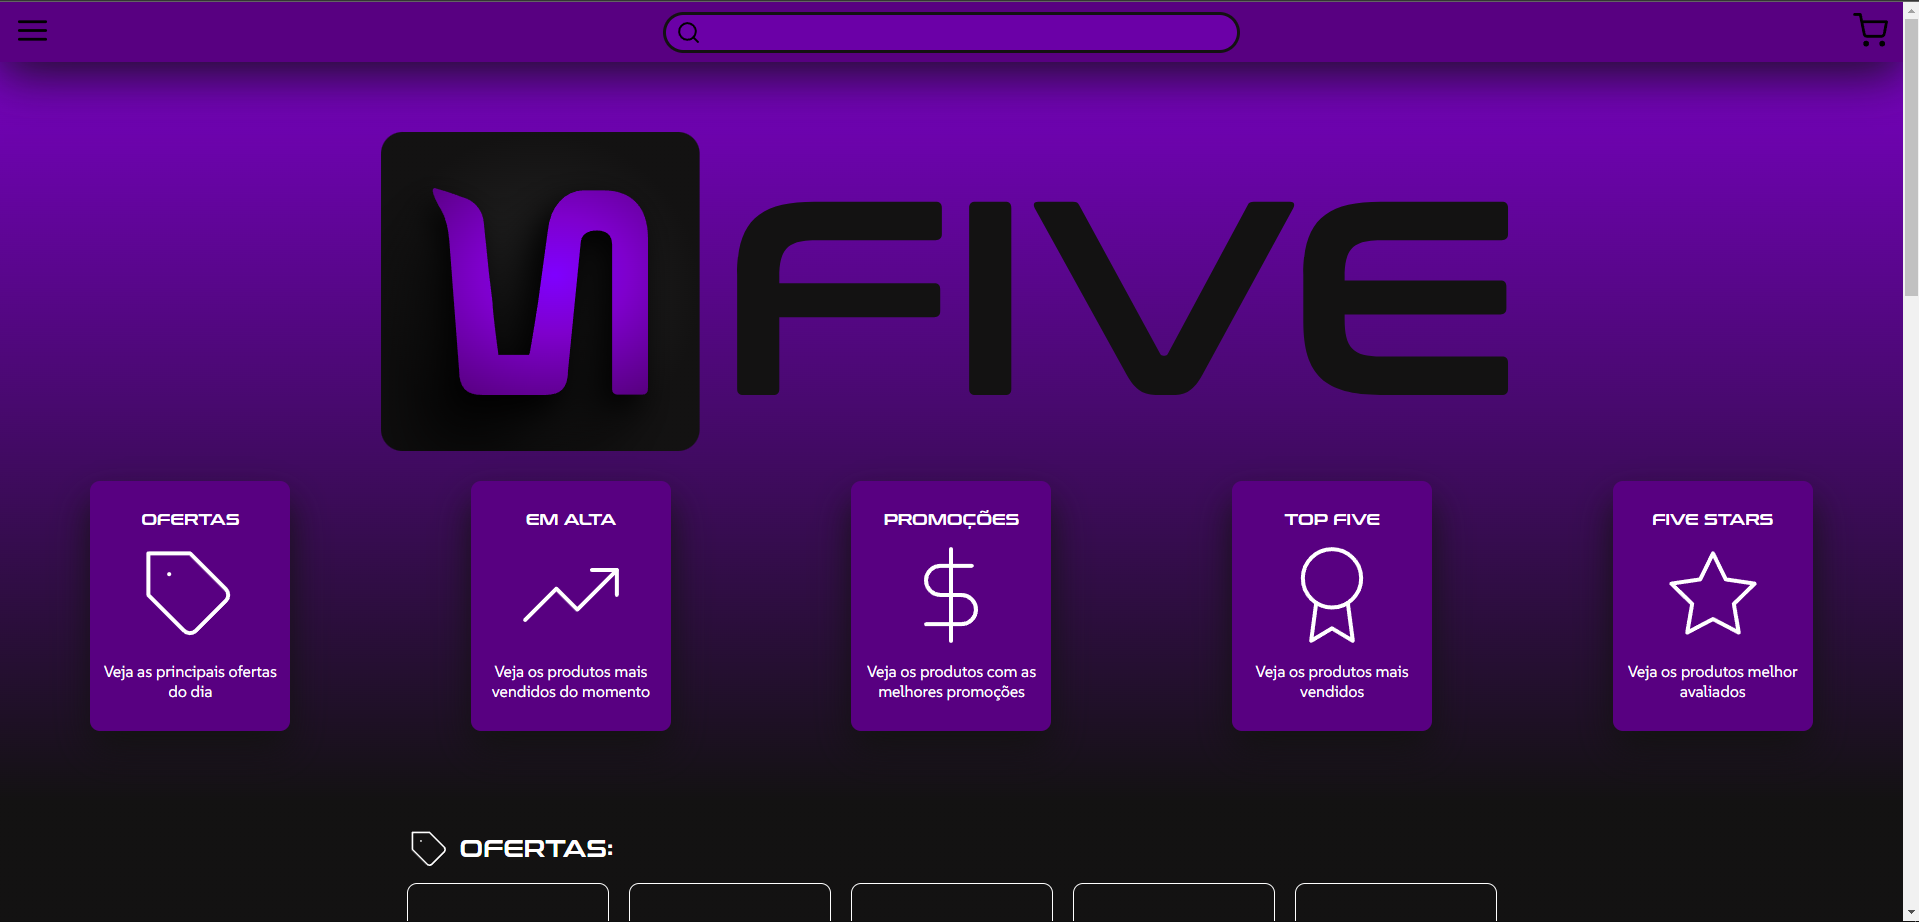 FIVE
OFERTAS
Veja as principais ofertas
do dia
EM ALTA
Veja os produtos mais
vendidos do momento
PROMOÇÕES
Veja os produtos com as
melhores promoções
TOP FIVE
Veja os produtos mais
vendidos
FIVE STARS
Veja os produtos melhor
avaliados
OFERTAS: